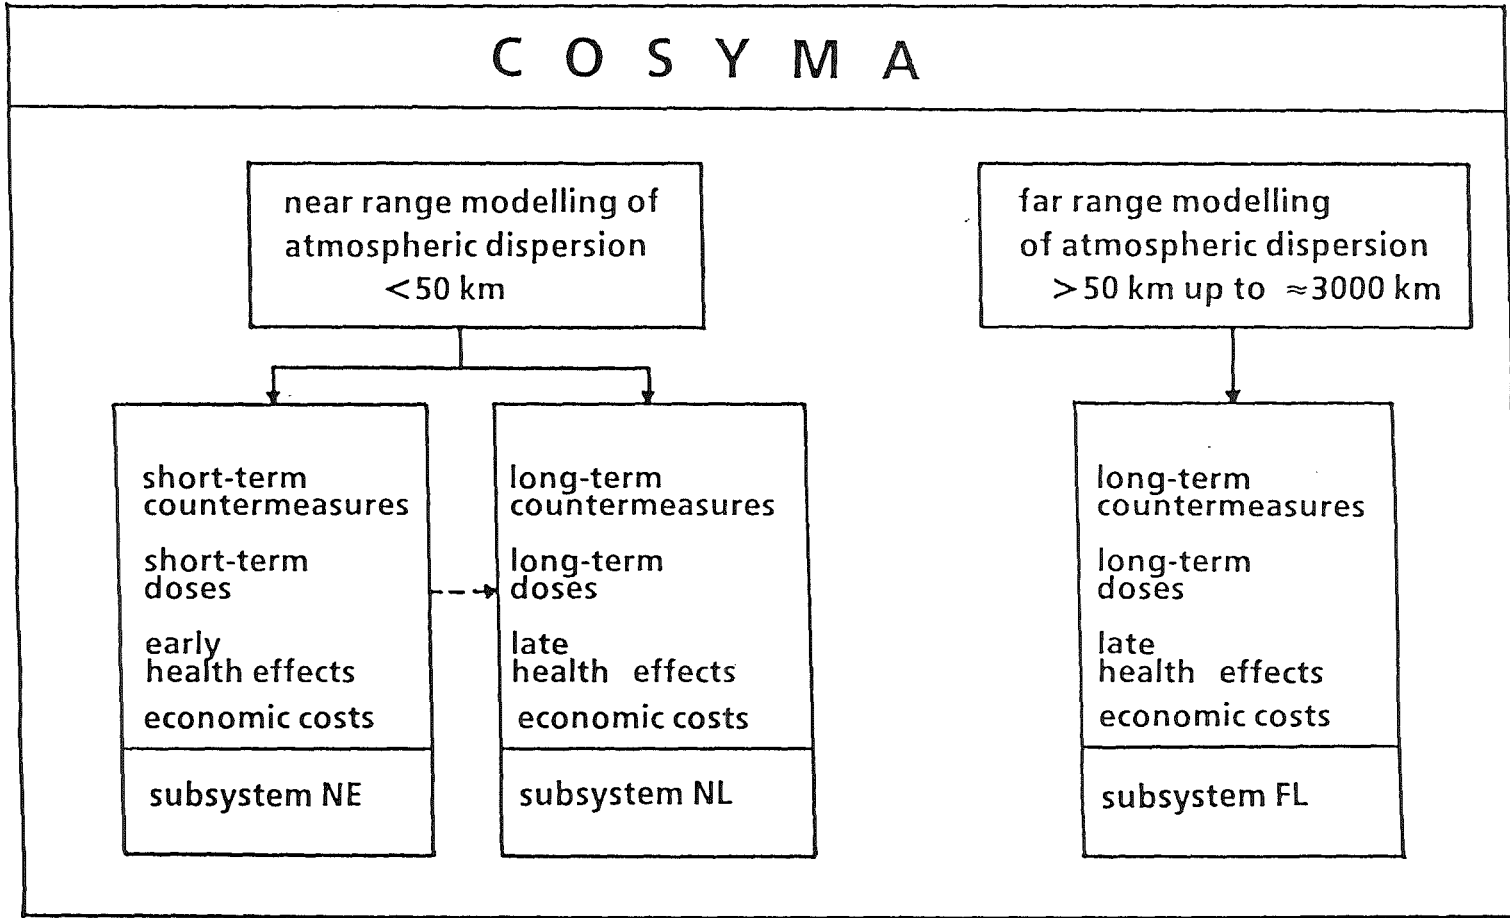 C O S Y M A
near range modelling of
atmospheric dispersion
<50 km
far range modelling
of atmospheric dispersion
>50 km up to ≈3000 km
short-term
countermeasures
short-term
doses
early
health effects
economic costs
subsystem NE
long-term
countermeasures
long-term
doses
late
health effects
economic costs
subsystem NL
long-term
countermeasures
long-term
doses
late
health effects
economic costs
subsystem FL